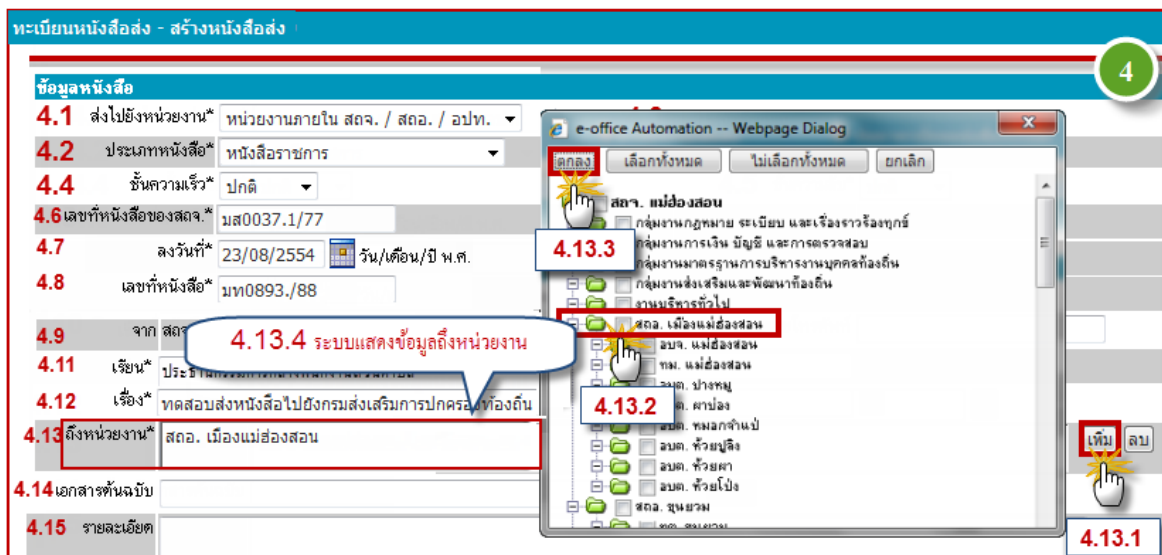 ทะเบียนหนังสือส่ง - สร้างหนังสือส่ง
4
ข้อมูลหนังสือ
4.1 ส่งไปยังหน่วยงาน* หน่วยงานภายใน สถจ. / สถอ. / อปท.
4.2 ประเภทหนังสือ* หนังสือราชการ
4.4 ชั้นความเร็ว* ปกติ
4.6 เลขที่หนังสือของสถจ.* มส0037.1/77
4.7 ลงวันที่* 23/08/2554 วัน/เดือน/ปี พ.ศ.
4.8 เลขที่หนังสือ* มท0893./88
4.9 จาก
4.11 เรียน*
4.12 เรื่อง* ทดสอบส่งหนังสือไปยังกรมส่งเสริมการปกครองท้องถิ่น
4.13 ถึงหน่วยงาน* สถอ. เมืองแม่ฮ่องสอน
4.14 เอกสารต้นฉบับ
4.15 รายละเอียด
4.13.4 ระบบแสดงข้อมูลถึงหน่วยงาน
e-office Automation -- Webpage Dialog
ตกลง เลือกทั้งหมด ไม่เลือกทั้งหมด ยกเลิก
สถจ. แม่ฮ่องสอน
กลุ่มงานกฎหมาย ระเบียบ และเรื่องราวร้องทุกข์
กลุ่มงานการเงิน บัญชี และการตรวจสอบ
กลุ่มงานมาตรฐานการบริหารงานบุคคลท้องถิ่น
กลุ่มงานส่งเสริมและพัฒนาท้องถิ่น
งานบริหารทั่วไป
สถอ. เมืองแม่ฮ่องสอน
อบจ. แม่ฮ่องสอน
ทม. แม่ฮ่องสอน
อบต. ปางหมู
อบต. ผาบ่อง
อบต. หมอกจำแป่
อบต. ห้วยปูลิง
อบต. ห้วยผา
อบต. ห้วยโป่ง
สถอ. ขุนยวม
4.13.3
4.13.2
เพิ่ม ลบ
4.13.1